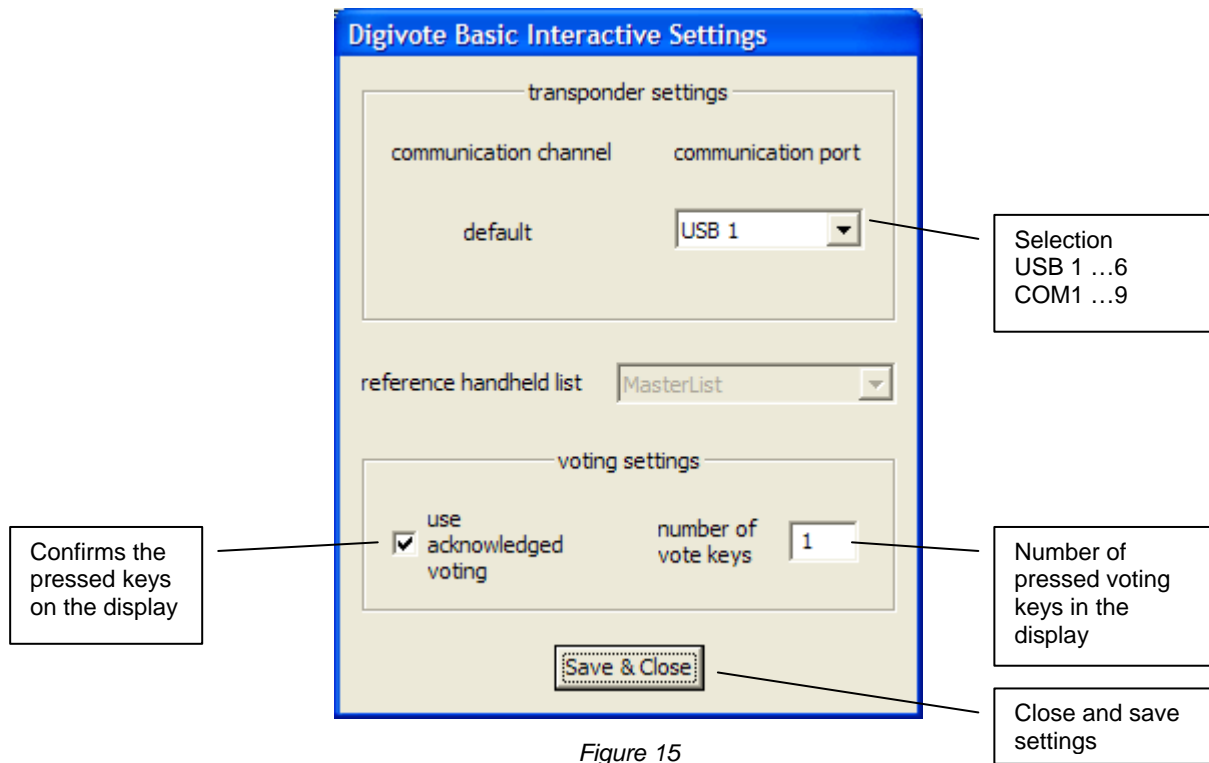 Digivote Basic Interactive Settings
transponder settings
communication channel communication port
default USB 1
Selection
USB 1 …6
COM1 …9
reference handheld list MasterList
voting settings
use
acknowledged
voting
number of
vote keys
1
Confirms the
pressed keys
on the display
Number of
pressed voting
keys in the
display
Save & Close
Close and save
settings
Figure 15